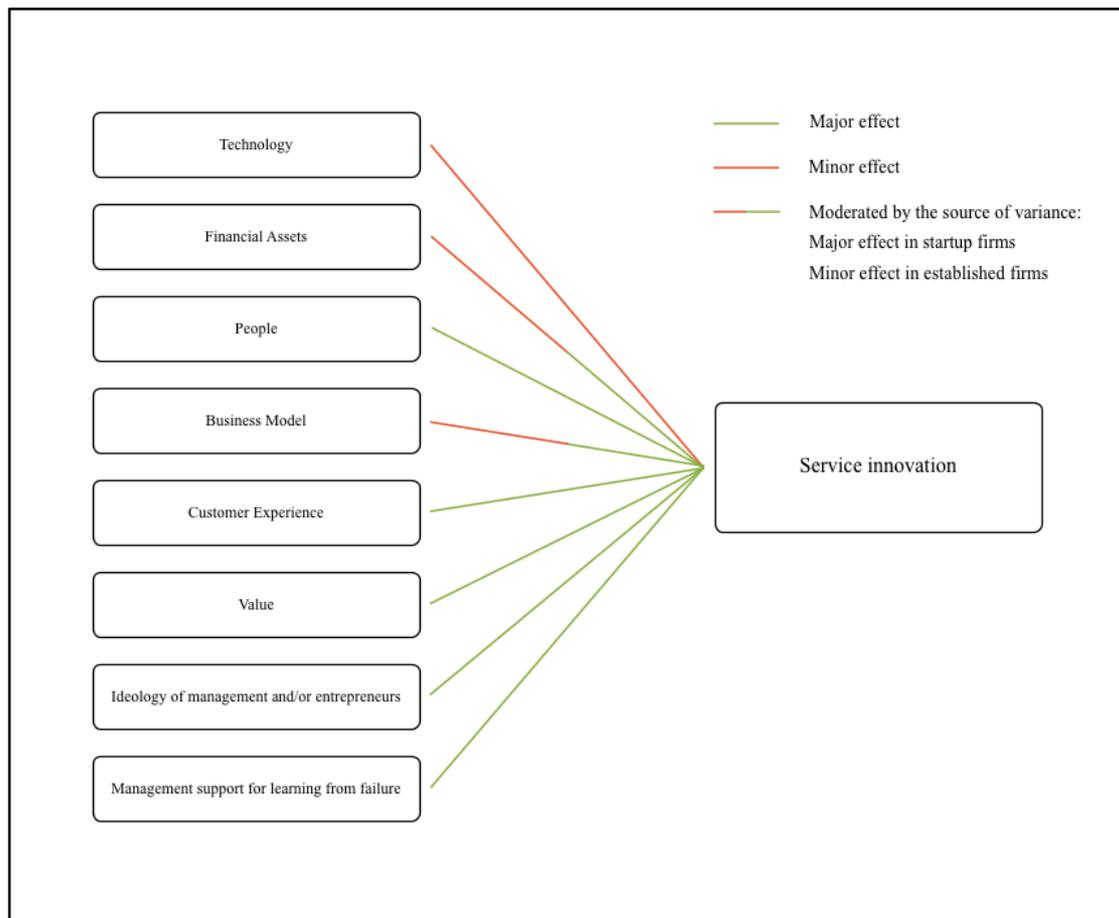 Technology
Financial Assets
People
Business Model
Customer Experience
Value
Ideology of management and/or entrepreneurs
Management support for learning from failure
Major effect
Minor effect
Moderated by the source of variance:
Major effect in startup firms
Minor effect in established firms
Service innovation